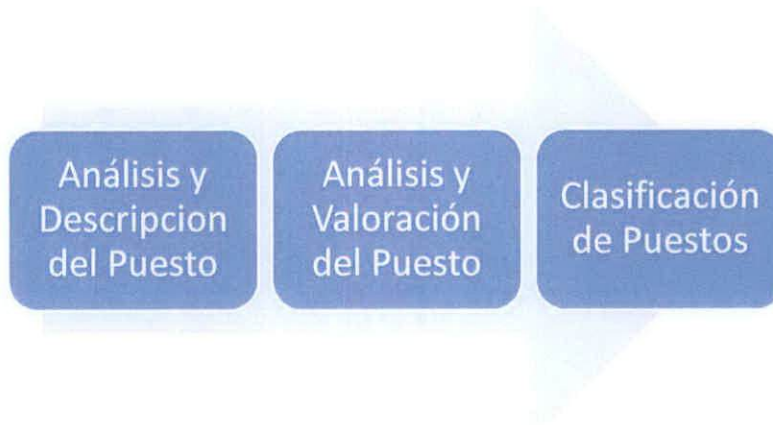 Análisis y
Descripcion
del Puesto
Análisis y
Valoración
del Puesto
Clasificación
de Puestos